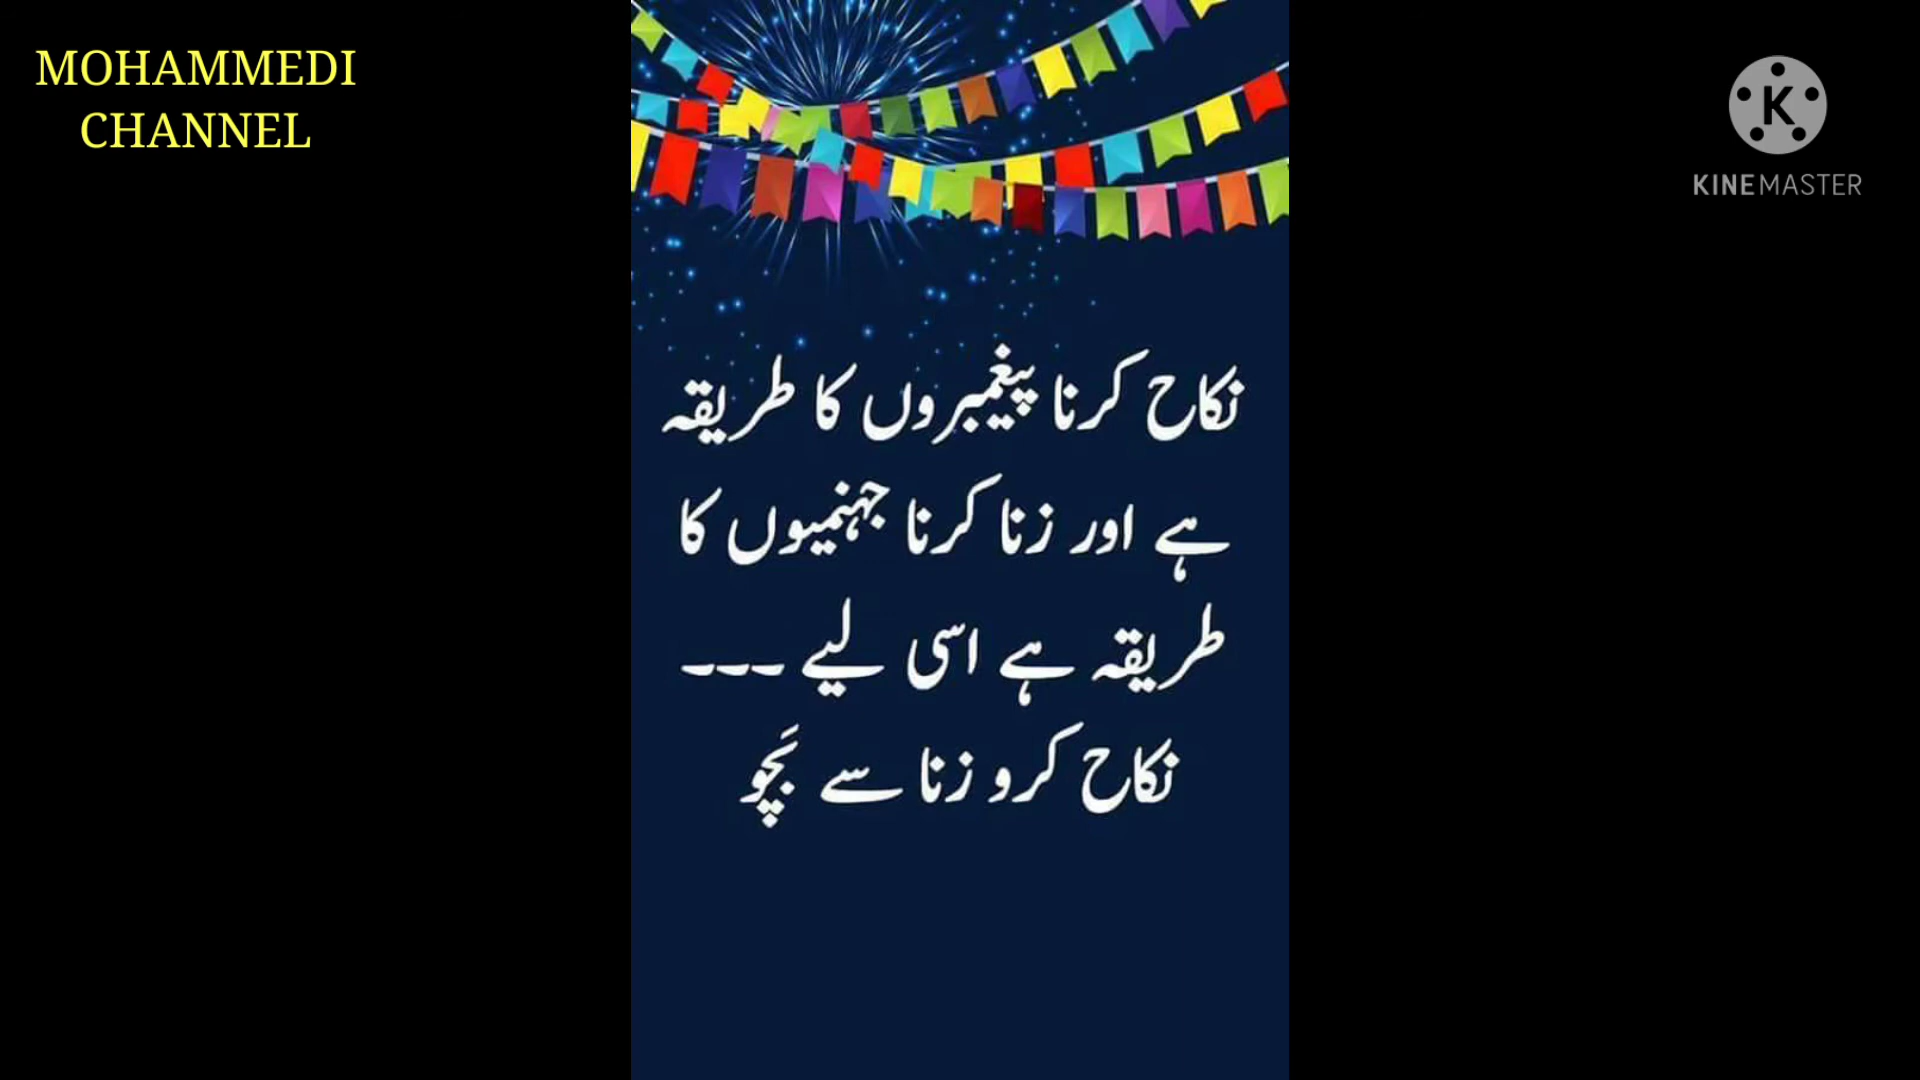 MOHAMMEDI
CHANNEL
K
KINEMASTER
نکاح کرنا پیغمبروں کا طریقہ
ہے اور زنا کرنا جہنمیوں کا
طریقہ ہے اسی لیے ۔۔۔
نکاح کرو زنا سے بَچو